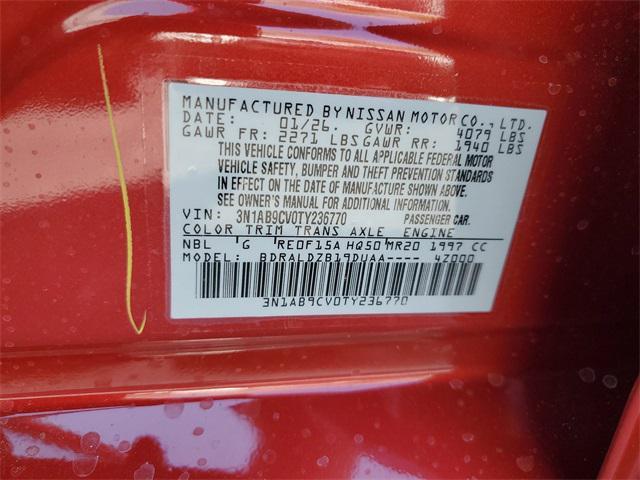 MANUFACTURED BY NISSAN MOTOR CO., LTD.
DATE: 01/26. GVWR: 4079 LBS
GAWR FR: 2271 LBS GAWR RR: 1940 LBS
THIS VEHICLE CONFORMS TO ALL APPLICABLE FEDERAL MOTOR
VEHICLE SAFETY, BUMPER AND THEFT PREVENTION STANDARDS
IN EFFECT ON THE DATE OF MANUFACTURE SHOWN ABOVE.
SEE OWNER'S MANUAL FOR ADDITIONAL INFORMATION.
VIN: 3N1AB9CV0TY236770 PASSENGER CAR.
COLOR TRIM TRANS AXLE ENGINE
NBL G RE0F15A HQ50 MR20 1997 CC
MODEL: BDRALDZB19DUAA---- 4Z000
3N1AB9CV0TY236770